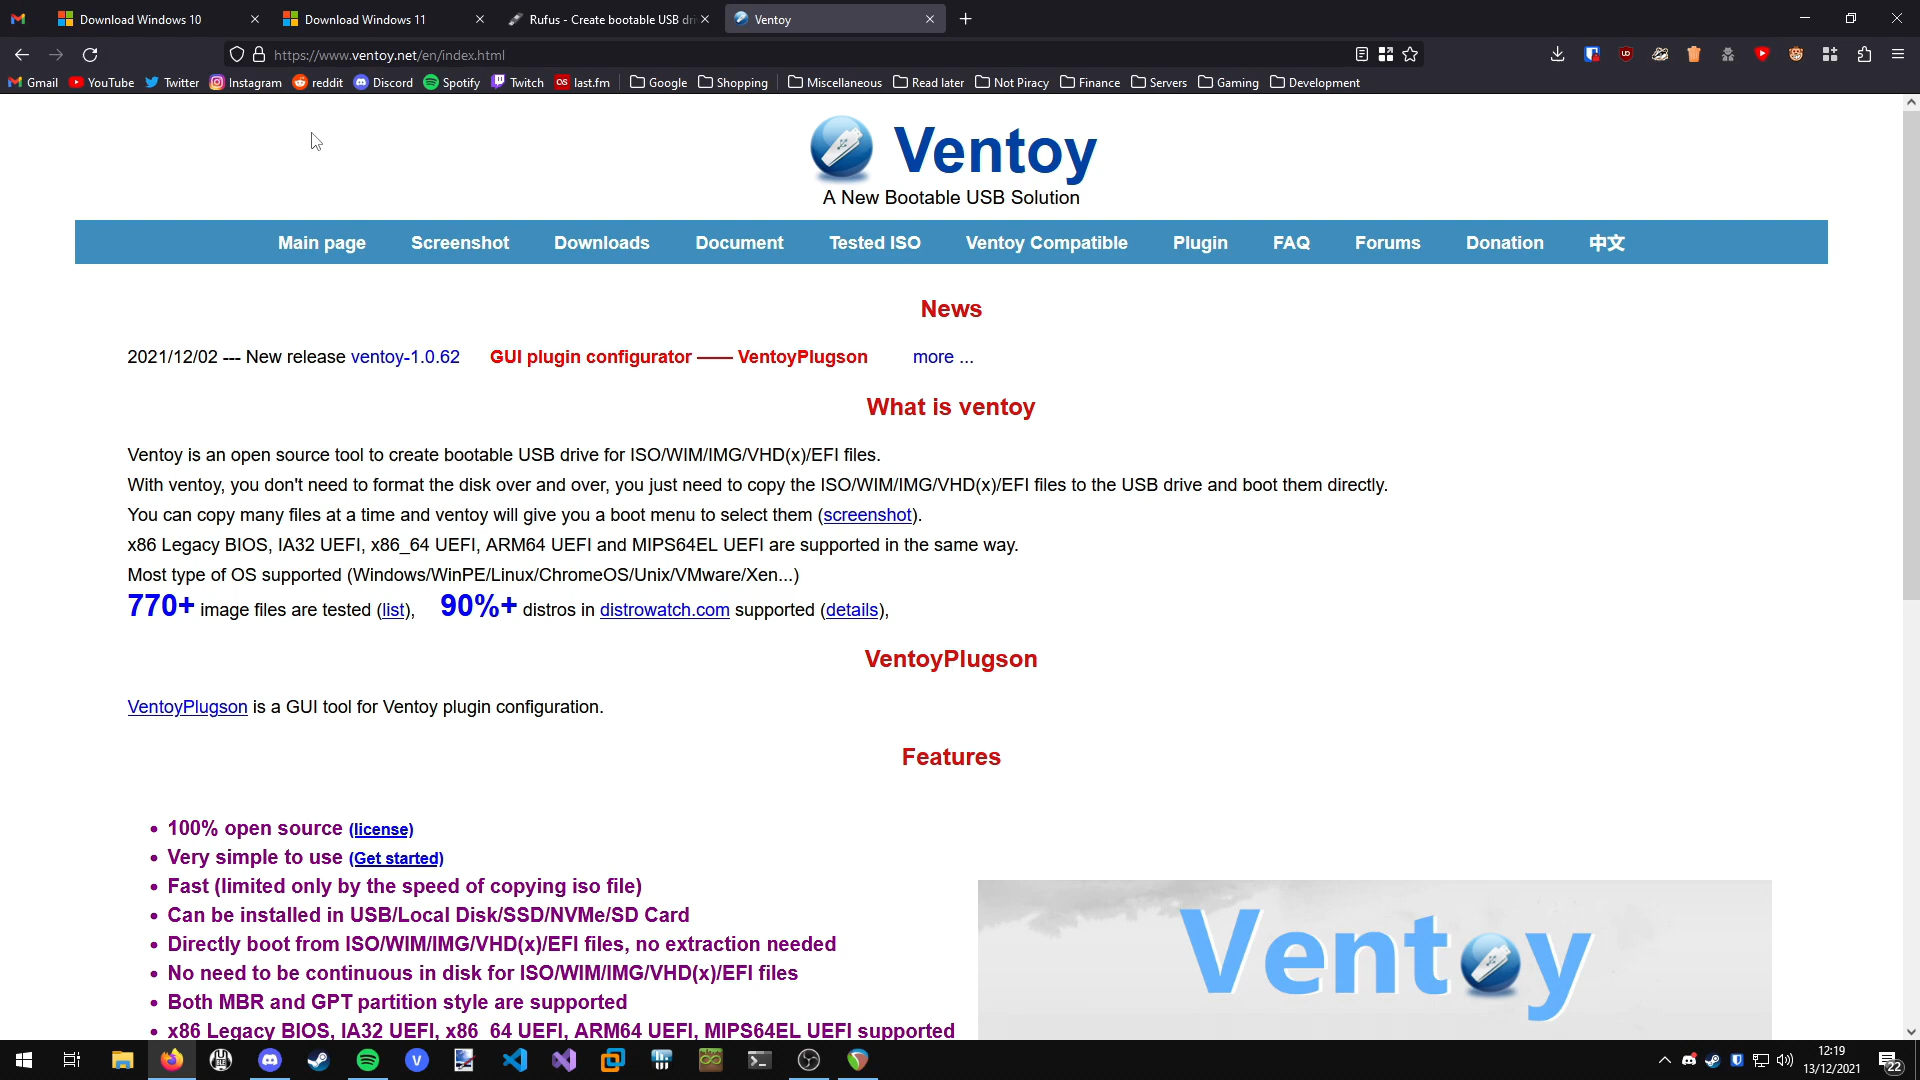 Download Windows 10
Download Windows 11
Rufus - Create bootable USB dri
Ventoy
https://www.ventoy.net/en/index.html
Gmail YouTube Twitter Instagram reddit Discord Spotify Twitch last.fm Google Shopping Miscellaneous Read later Not Piracy Finance Servers Gaming Development
Ventoy
A New Bootable USB Solution
Main page Screenshot Downloads Document Tested ISO Ventoy Compatible Plugin FAQ Forums Donation 中文
News
2021/12/02 --- New release ventoy-1.0.62 GUI plugin configurator —— VentoyPlugson more ...
What is ventoy
Ventoy is an open source tool to create bootable USB drive for ISO/WIM/IMG/VHD(x)/EFI files.
With ventoy, you don't need to format the disk over and over, you just need to copy the ISO/WIM/IMG/VHD(x)/EFI files to the USB drive and boot them directly.
You can copy many files at a time and ventoy will give you a boot menu to select them (screenshot).
x86 Legacy BIOS, IA32 UEFI, x86_64 UEFI, ARM64 UEFI and MIPS64EL UEFI are supported in the same way.
Most type of OS supported (Windows/WinPE/Linux/ChromeOS/Unix/VMware/Xen...)
770+ image files are tested (list), 90%+ distros in distrowatch.com supported (details),
VentoyPlugson
VentoyPlugson is a GUI tool for Ventoy plugin configuration.
Features
• 100% open source (license)
• Very simple to use (Get started)
• Fast (limited only by the speed of copying iso file)
• Can be installed in USB/Local Disk/SSD/NVMe/SD Card
• Directly boot from ISO/WIM/IMG/VHD(x)/EFI files, no extraction needed
• No need to be continuous in disk for ISO/WIM/IMG/VHD(x)/EFI files
• Both MBR and GPT partition style are supported
• x86 Legacy BIOS, IA32 UEFI, x86_64 UEFI, ARM64 UEFI, MIPS64EL UEFI supported
Ventoy
12:19
13/12/2021
22